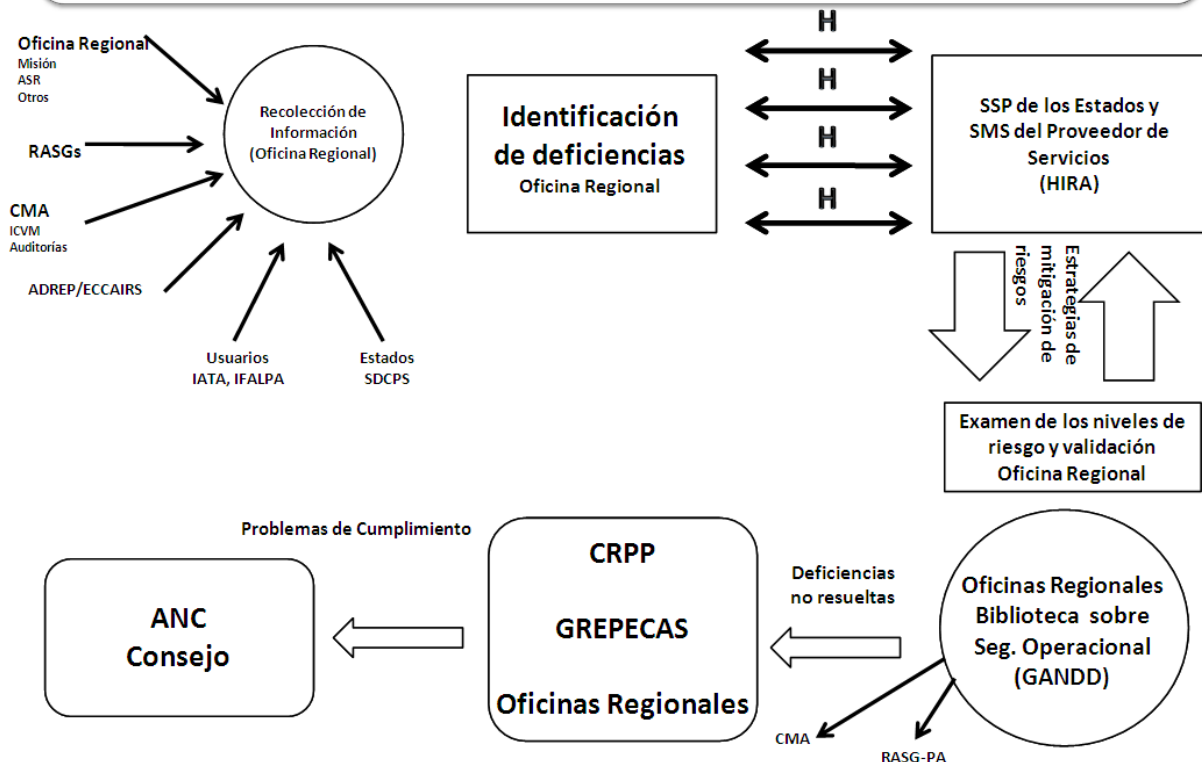 Oficina Regional
Misión
ASR
Otros
RASGs
CMA
ICVM
Auditorías
ADREP/ECCAIRS
Usuarios
IATA, IFALPA
Estados
SDCPS
Recolección de
Información
(Oficina Regional)
Identificación
de deficiencias
Oficina Regional
H
H
H
H
SSP de los Estados y
SMS del Proveedor de
Servicios
(HIRA)
Estrategias de
mitigación de
riesgos
Examen de los niveles de
riesgo y validación
Oficina Regional
Oficinas Regionales
Biblioteca sobre
Seg. Operacional
(GANDD)
CMA
RASG-PA
Deficiencias
no resueltas
CRPP
GREPECAS
Oficinas Regionales
Problemas de Cumplimiento
ANC
Consejo